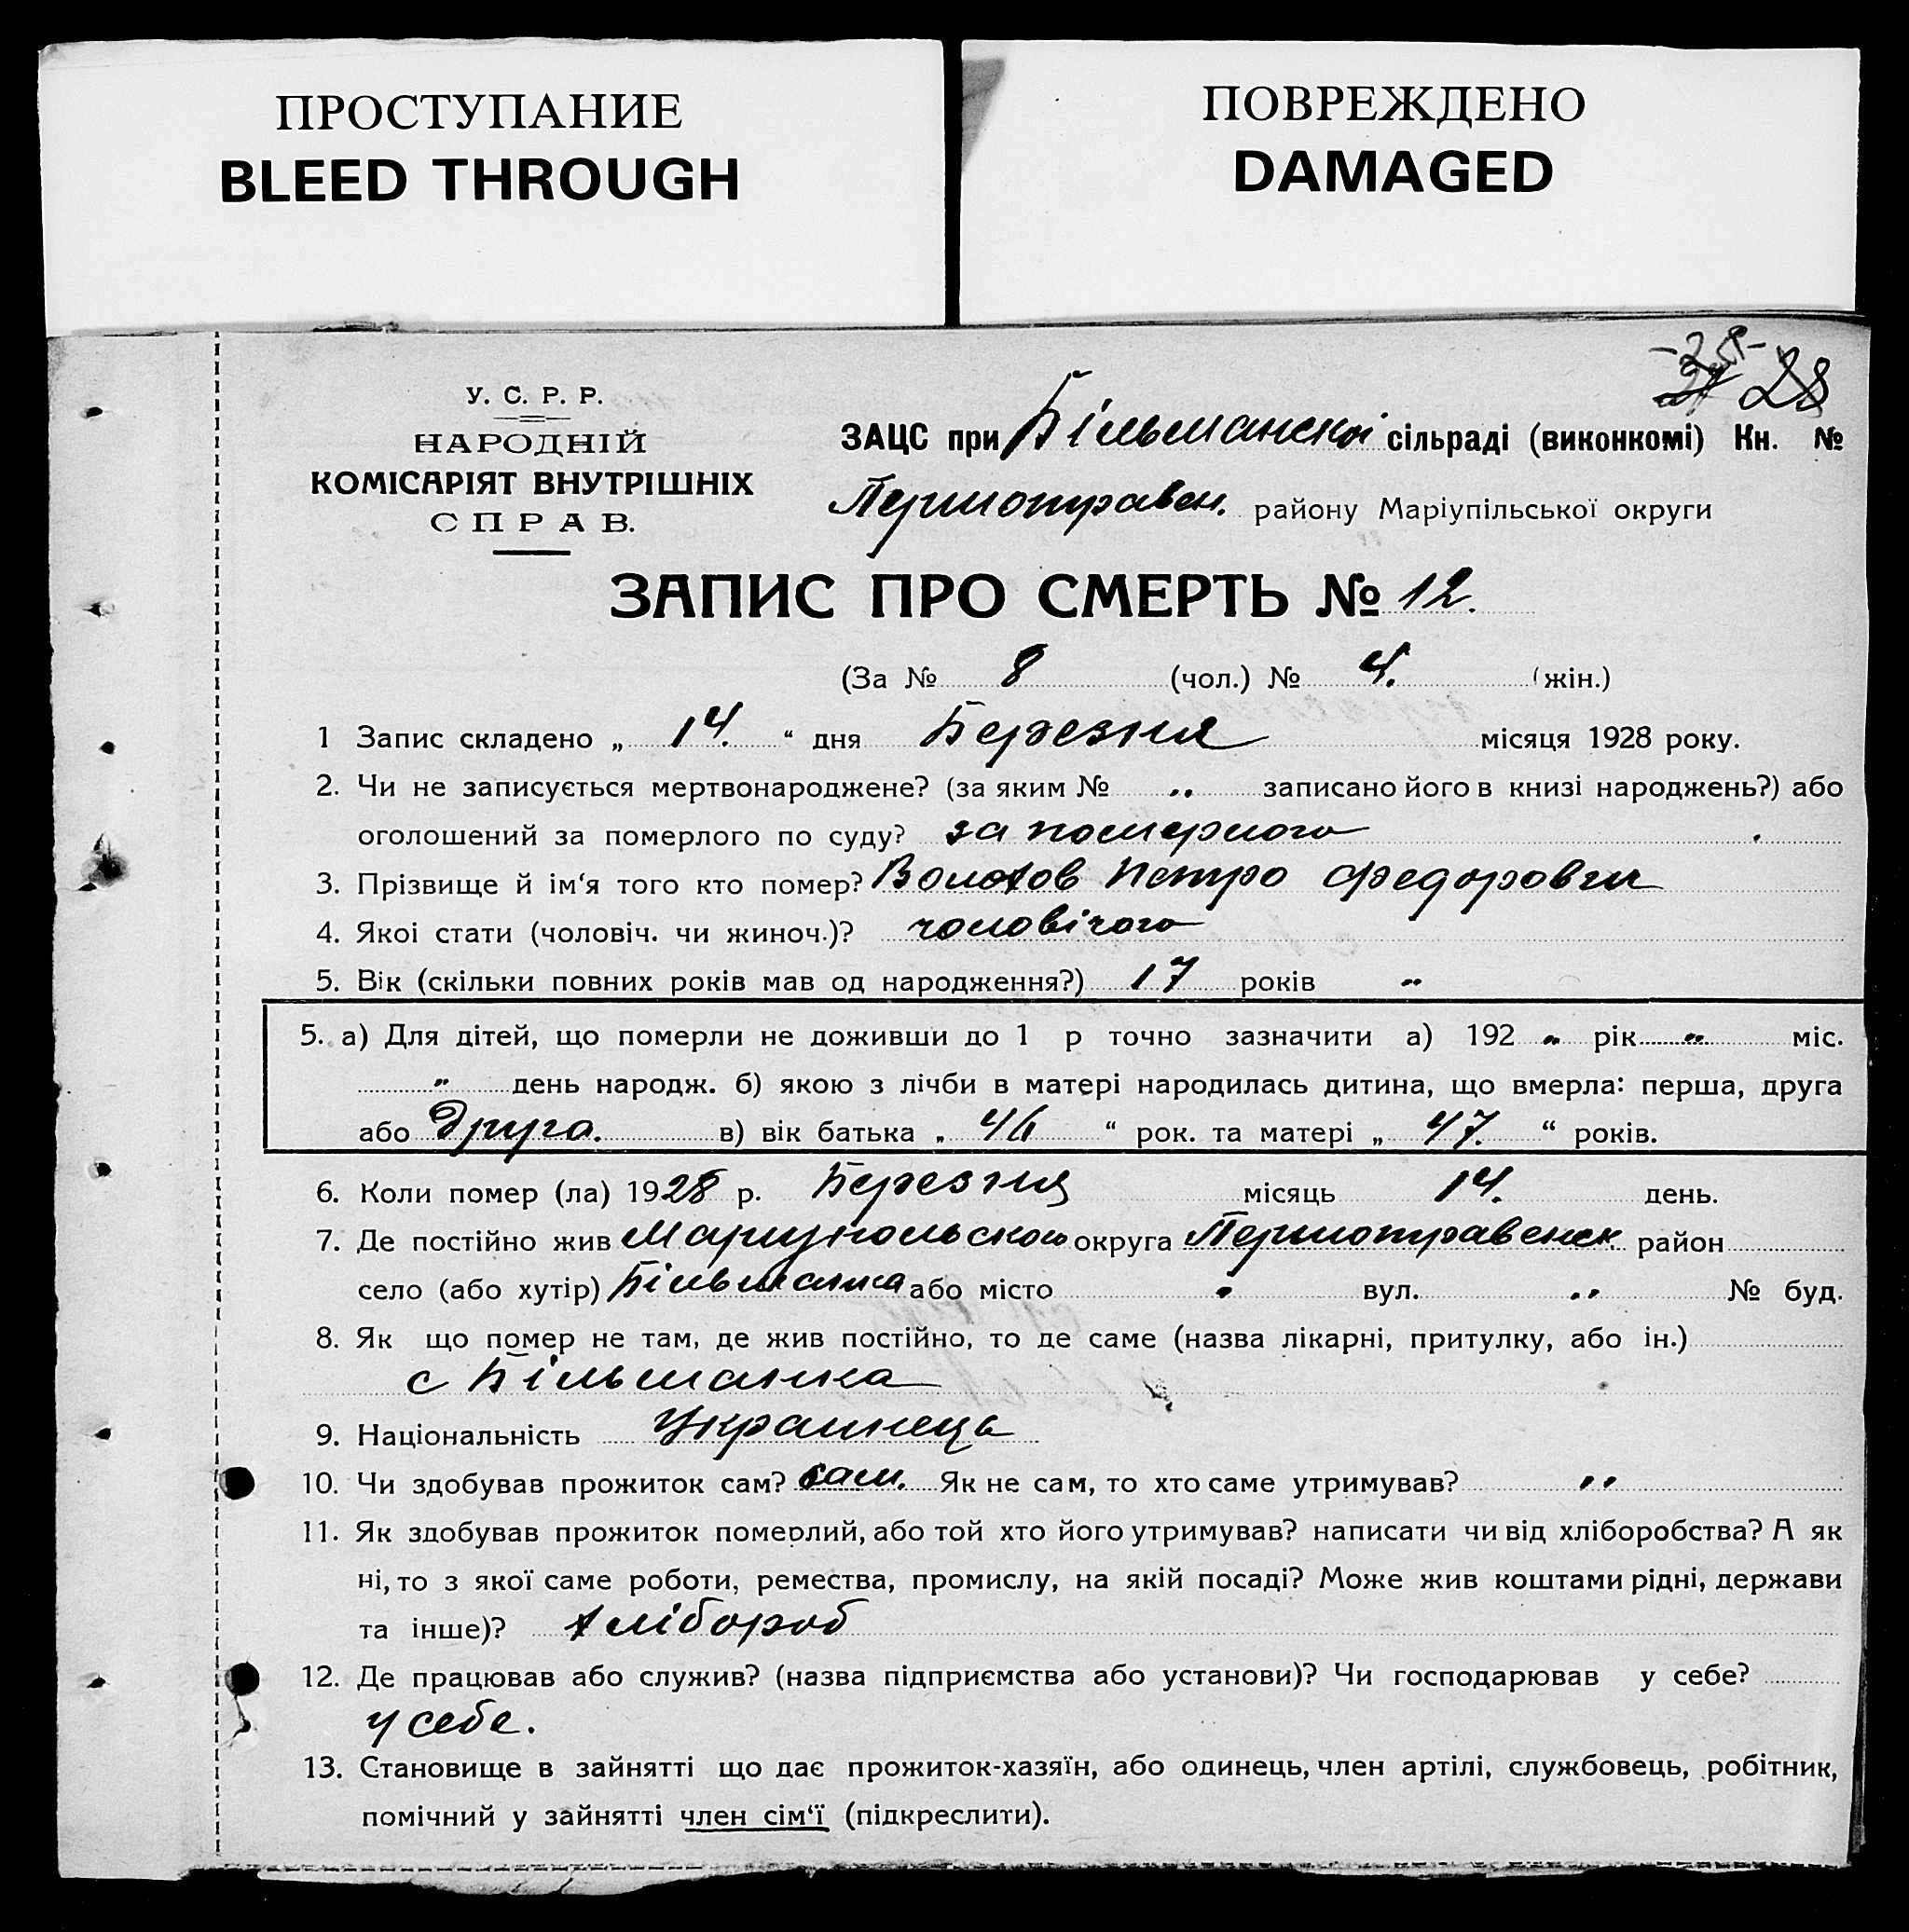 ПРОСТУПАНИЕ
BLEED THROUGH
ПОВРЕЖДЕНО
DAMAGED
28
У. С. Р. Р.
НАРОДНІЙ
КОМІСАРІЯТ ВНУТРІШНІХ
СПРАВ.
ЗАЦС при Більманскої сільраді (виконкомі) Кн. №
Першотравен. району Маріупільської округи
ЗАПИС ПРО СМЕРТЬ № 12.
(За № 8 (чол.) № 4. (жін.)
1 Запис складено „ 14. “ дня Березня місяця 1928 року.
2. Чи не записується мертвонароджене? (за яким № „ записано його в книзі народжень?) або
оголошений за померлого по суду? за померлого
3. Прізвище й ім‘я того кто помер? Волохов Петро Федорович
4. Якоі стати (чоловіч. чи жиноч.)? чоловічого
5. Вік (скільки повних років мав од народження?) 17 років „
5. а) Для дітей, що померли не доживши до 1 р точно зазначити а) 192 „ рік „ міс.
„ день народж. б) якою з лічби в матері народилась дитина, що вмерла: перша, друга
або Друга. в) вік батька „ 46 “ рок. та матері „ 47. “ років.
6. Коли помер (ла) 1928 р. Березня місяць 14. день.
7. Де постійно жив Мариупольскою округа Першотравенск. район
село (або хутір) Більманка або місто „ вул. „ № буд.
8. Як що помер не там, де жив постійно, то де саме (назва лікарні, притулку, або ін.)
с Більманка
9. Національність Украинець
10. Чи здобував прожиток сам? сам. Як не сам, то хто саме утримував? „
11. Як здобував прожиток померлий, або той хто його утримував? написати чи від хліборобства? А як
ні, то з якої саме роботи, ремества, промислу, на якій посаді? Може жив коштами рідні, держави
та інше)? хлібороб
12. Де працював або служив? (назва підприємства або установи)? Чи господарював у себе?
у себе.
13. Становище в зайнятті що дає прожиток-хазяїн, або одинець, член артілі, службовець, робітник,
помічний у зайнятті член сім‘ї (підкреслити).